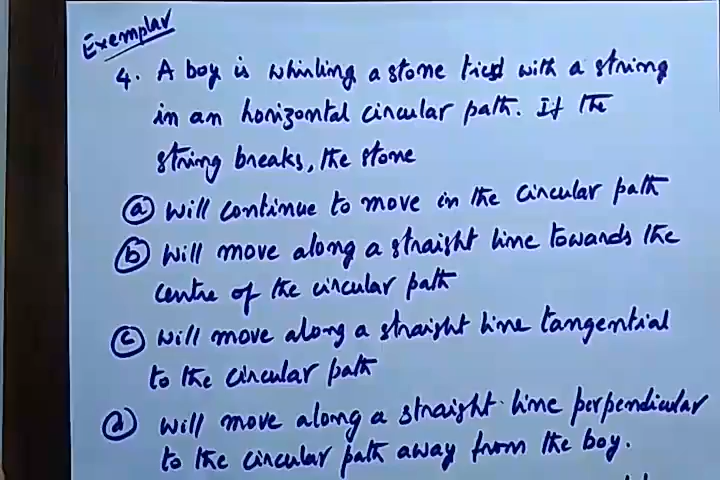 Exemplar
4. A boy is whirling a stone tied with a string
in an horizontal circular path. If the
string breaks, the stone
(a) will continue to move in the circular path
(b) will move along a straight line towards the
centre of the circular path
(c) will move along a straight line tangential
to the circular path
(d) will move along a straight line perpendicular
to the circular path away from the boy.